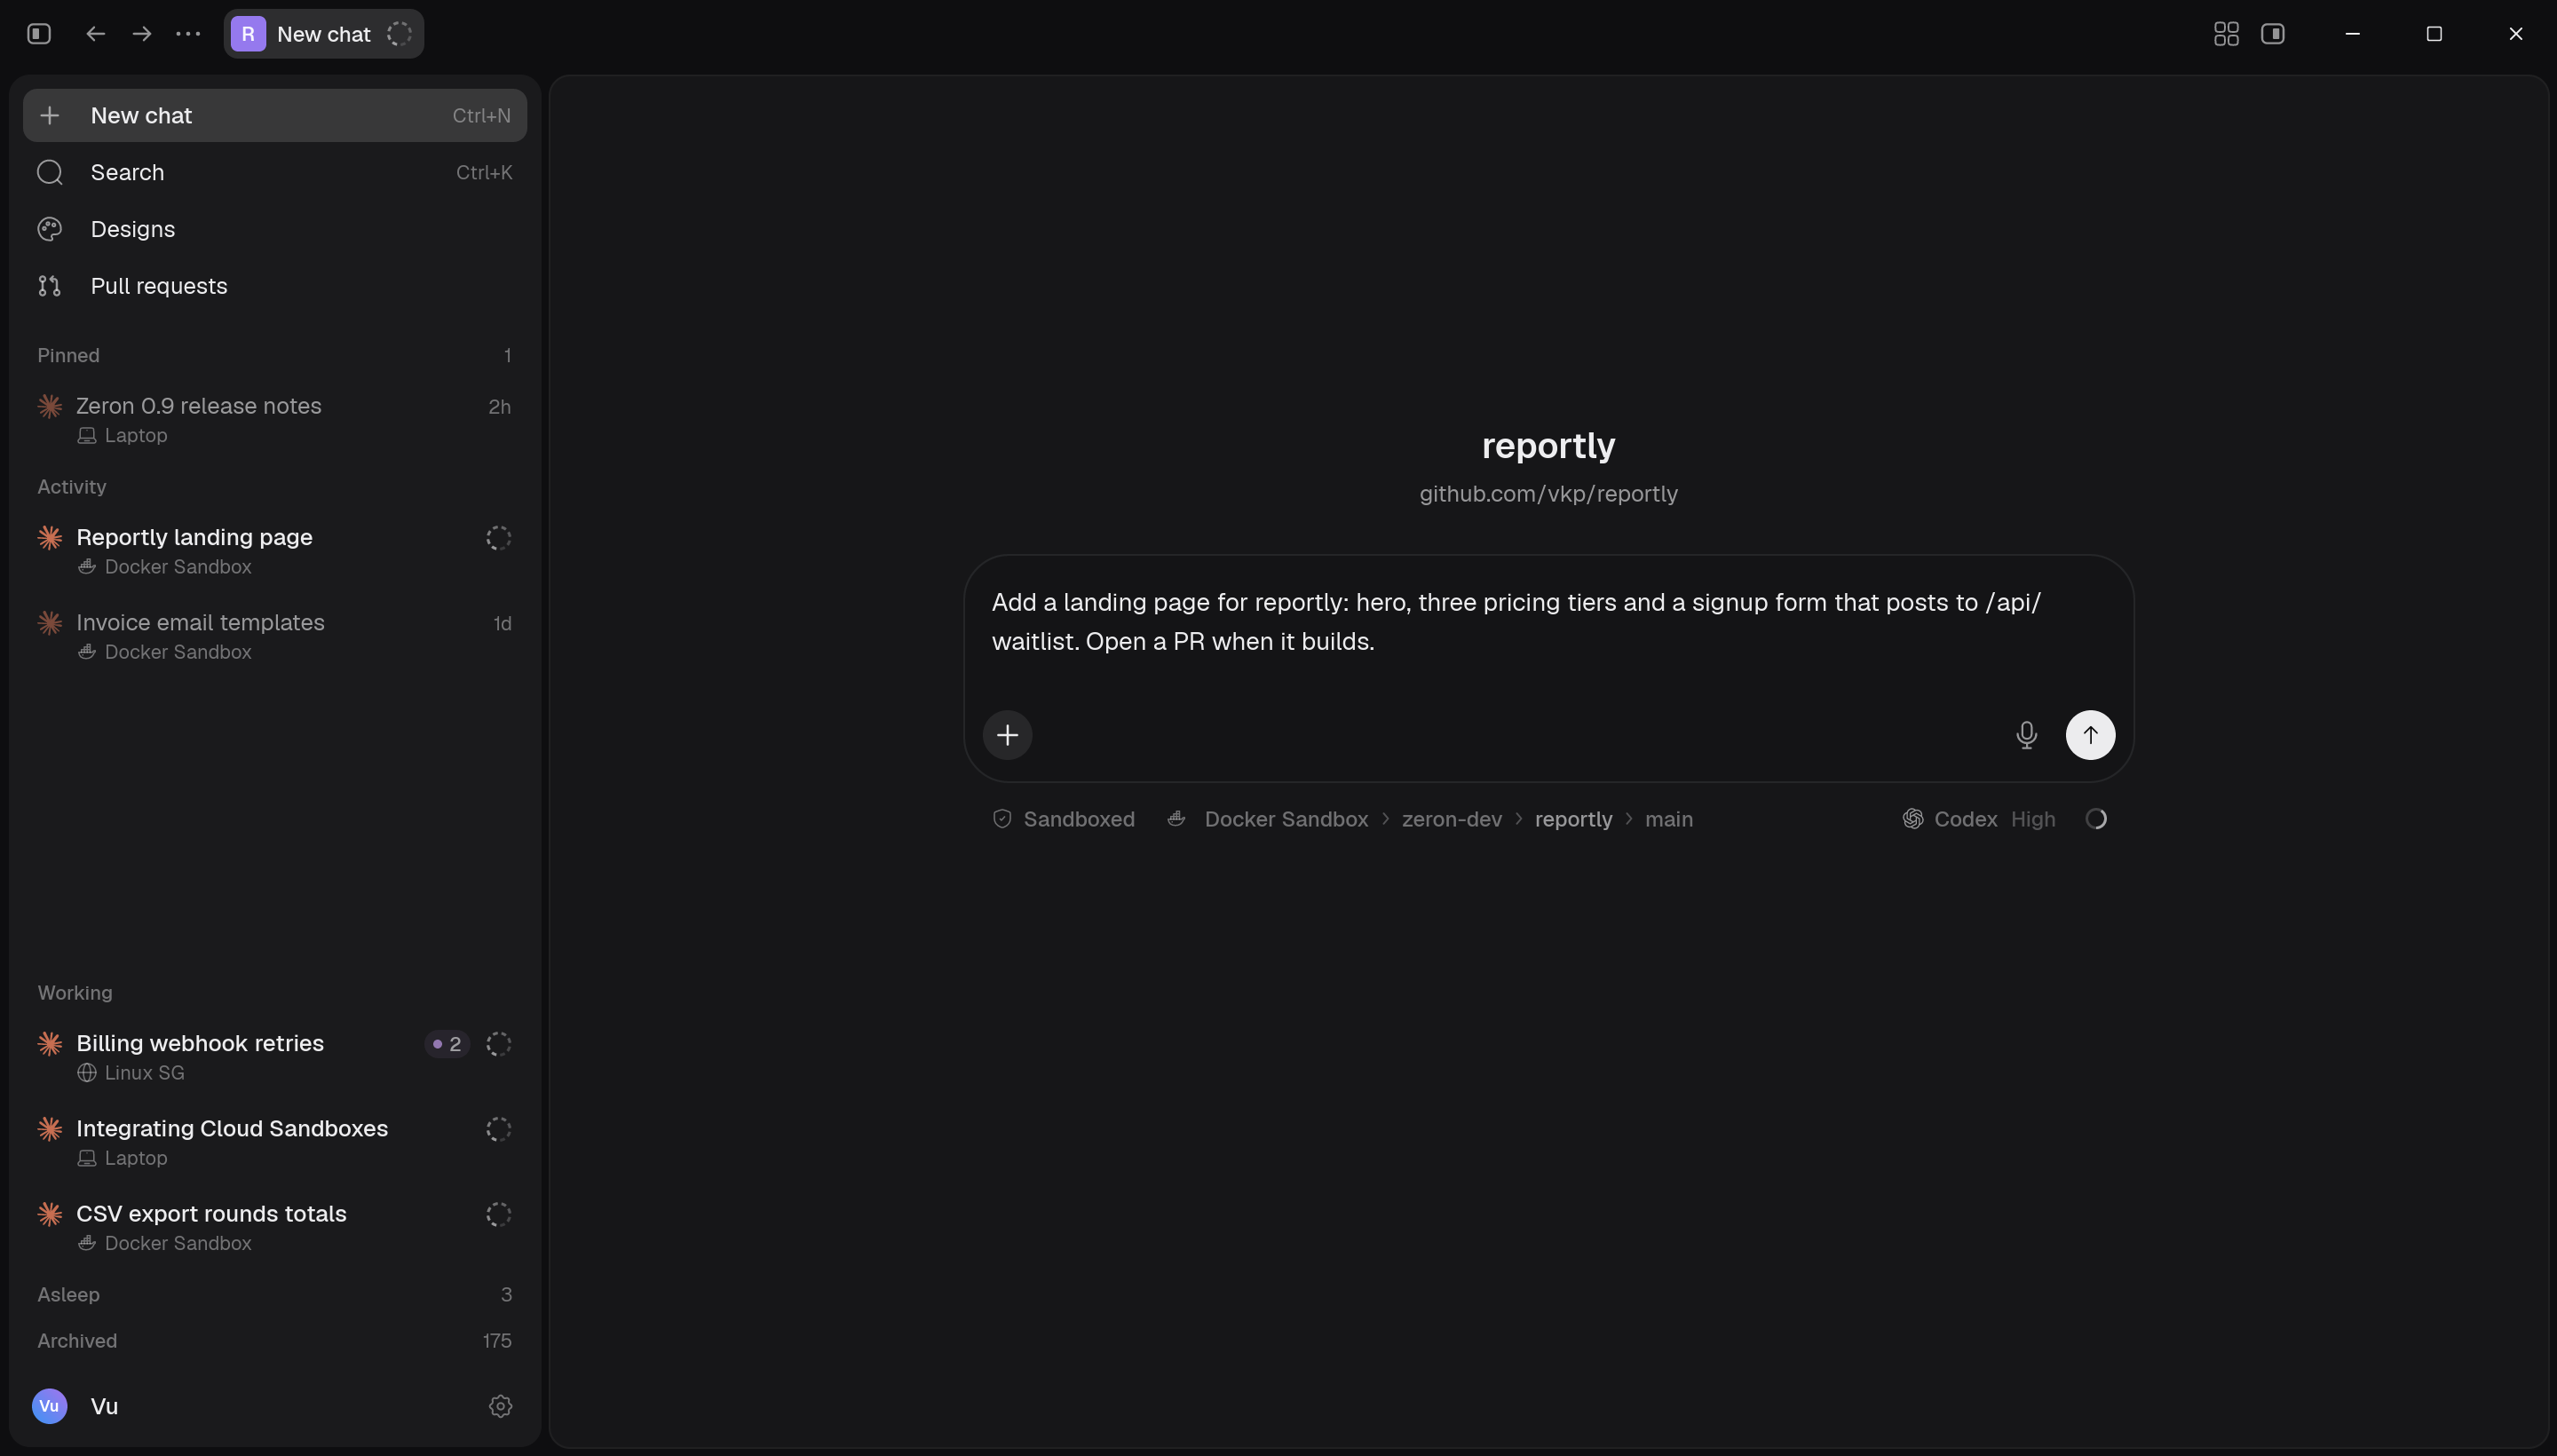 R New chat
New chat Ctrl+N
Search Ctrl+K
Designs
Pull requests
Pinned 1
Zeron 0.9 release notes 2h
Laptop
Activity
Reportly landing page
Docker Sandbox
Invoice email templates 1d
Docker Sandbox
Working
Billing webhook retries 2
Linux SG
Integrating Cloud Sandboxes
Laptop
CSV export rounds totals
Docker Sandbox
Asleep 3
Archived 175
Vu Vu
reportly
github.com/vkp/reportly
Add a landing page for reportly: hero, three pricing tiers and a signup form that posts to /api/
waitlist. Open a PR when it builds.
Sandboxed Docker Sandbox > zeron-dev > reportly > main Codex High